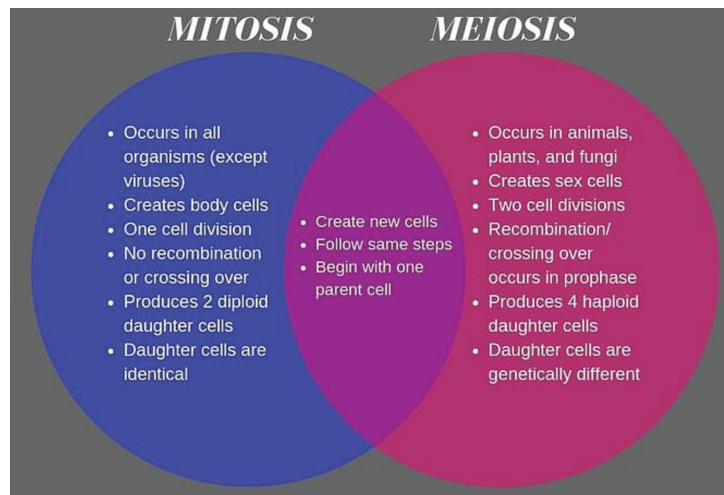 MITOSIS
MEIOSIS
• Occurs in all
organisms (except
viruses)
• Creates body cells
• One cell division
• No recombination
or crossing over
• Produces 2 diploid
daughter cells
• Daughter cells are
identical
• Create new cells
• Follow same steps
• Begin with one
parent cell
• Occurs in animals,
plants, and fungi
• Creates sex cells
• Two cell divisions
• Recombination/
crossing over
occurs in prophase
• Produces 4 haploid
daughter cells
• Daughter cells are
genetically different